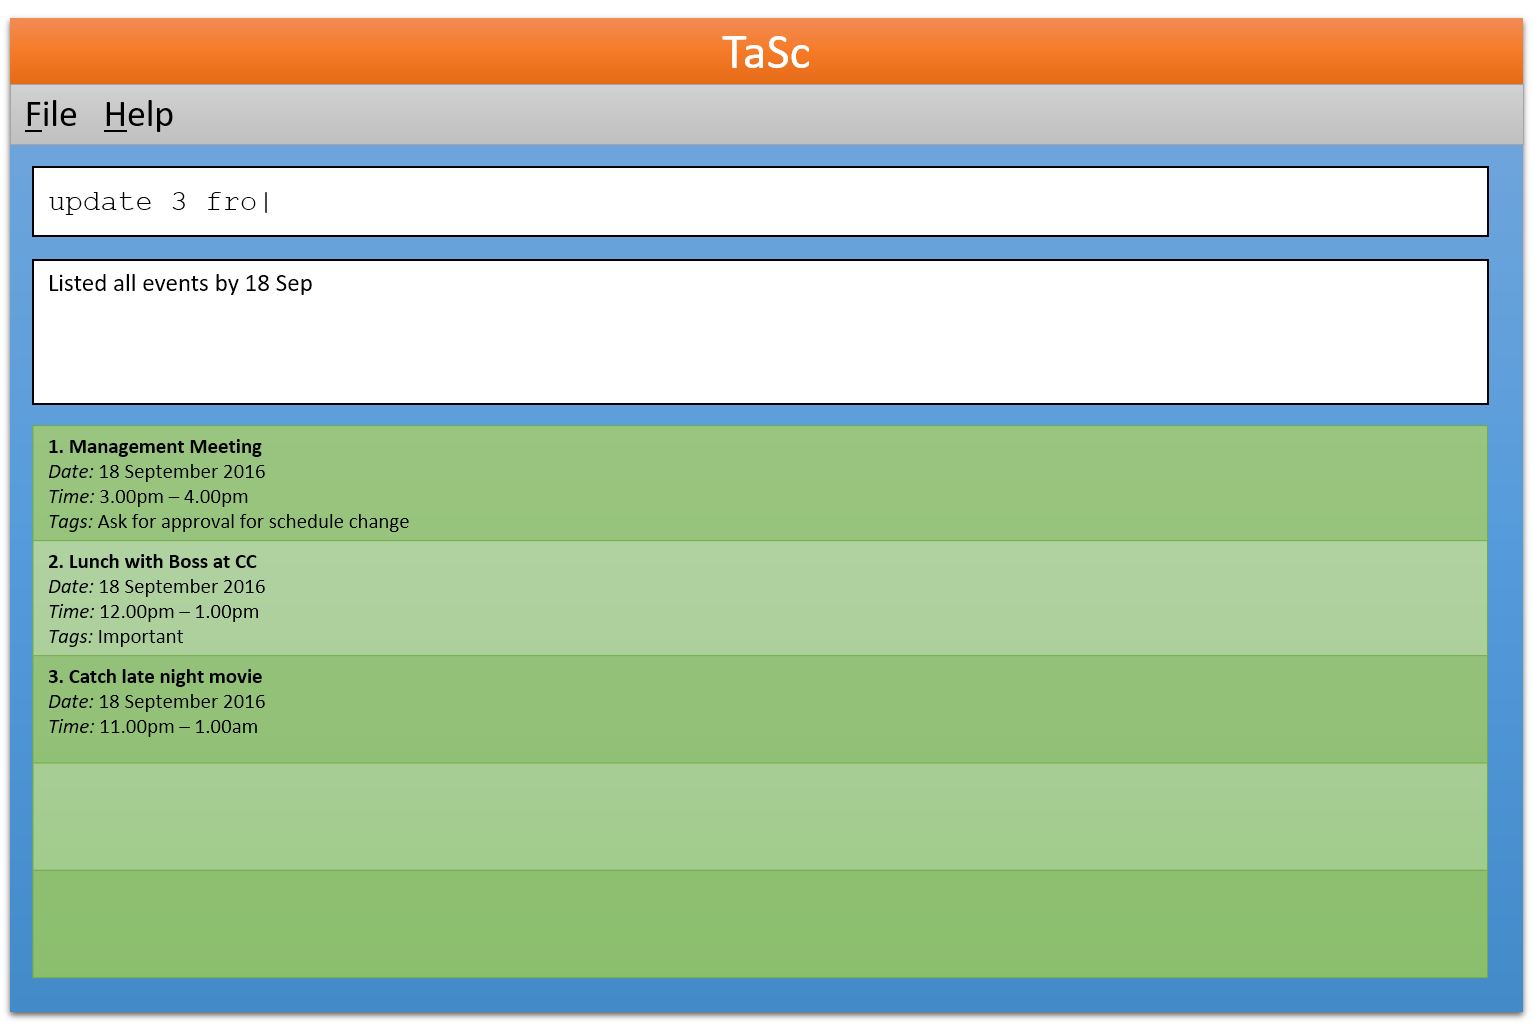 TaSc
File Help
update 3 fro|
Listed all events by 18 Sep
1. Management Meeting
Date: 18 September 2016
Time: 3.00pm – 4.00pm
Tags: Ask for approval for schedule change
2. Lunch with Boss at CC
Date: 18 September 2016
Time: 12.00pm – 1.00pm
Tags: Important
3. Catch late night movie
Date: 18 September 2016
Time: 11.00pm – 1.00am